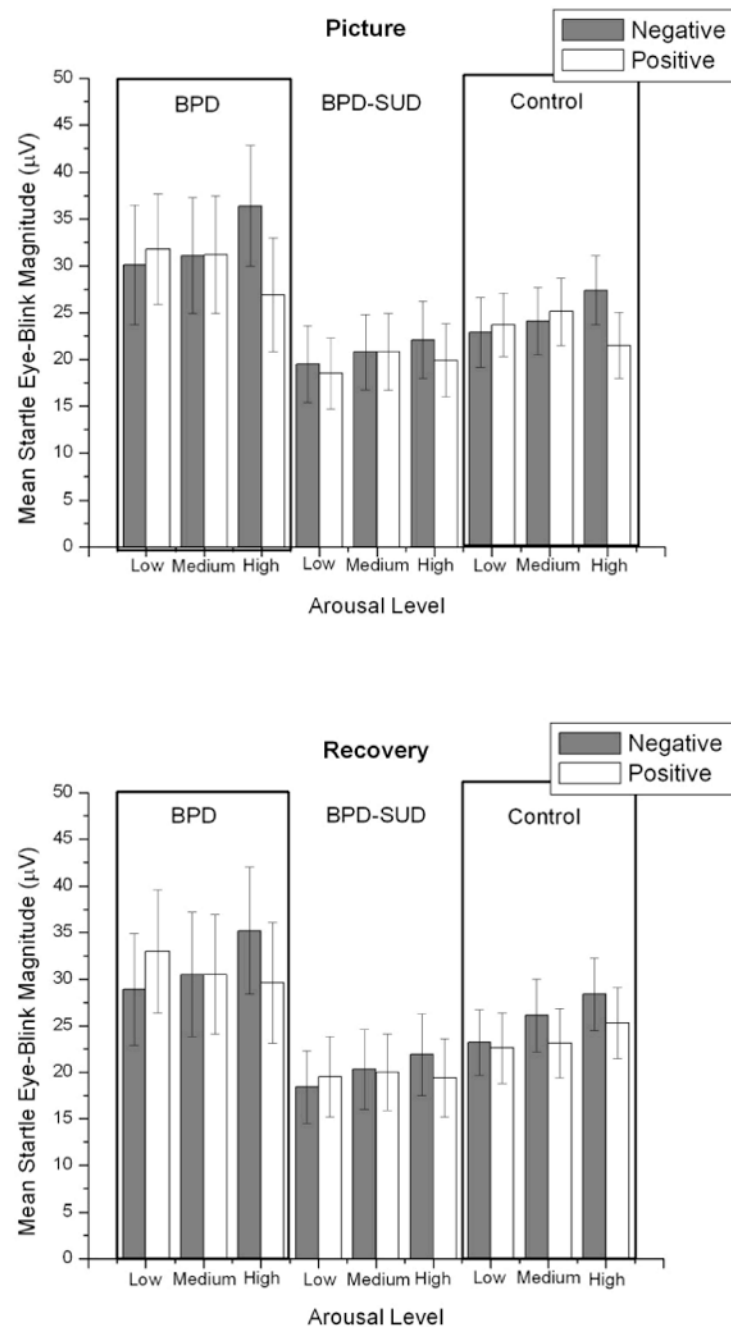 Picture
Negative
Positive
Mean Startle Eye-Blink Magnitude (μV)
50
45
40
35
30
25
20
15
10
5
0
BPD
BPD-SUD
Control
Low Medium High Low Medium High Low Medium High
Arousal Level
Recovery
Negative
Positive
Mean Startle Eye-Blink Magnitude (μV)
50
45
40
35
30
25
20
15
10
5
0
BPD
BPD-SUD
Control
Low Medium High Low Medium High Low Medium High
Arousal Level